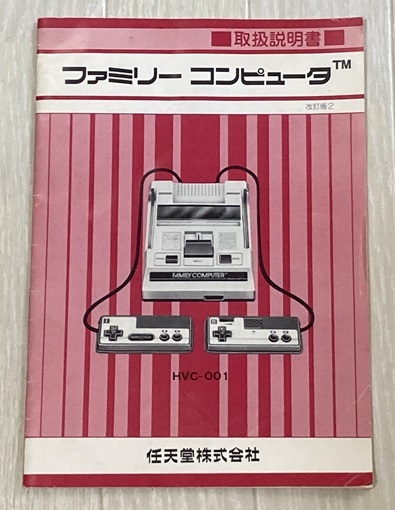 取扱説明書
ファミリー コンピュータ™
改訂版2
FAMILY COMPUTER
HVC-001
任天堂株式会社